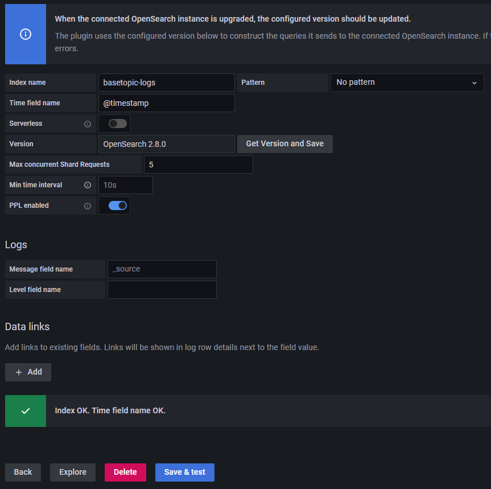 When the connected OpenSearch instance is upgraded, the configured version should be updated.
The plugin uses the configured version below to construct the queries it sends to the connected OpenSearch instance. If
errors.
Index name basetopic-logs Pattern No pattern
Time field name @timestamp
Serverless
Version OpenSearch 2.8.0 Get Version and Save
Max concurrent Shard Requests 5
Min time interval 10s
PPL enabled
Logs
Message field name _source
Level field name
Data links
Add links to existing fields. Links will be shown in log row details next to the field value.
+ Add
Index OK. Time field name OK.
Back Explore Delete Save & test